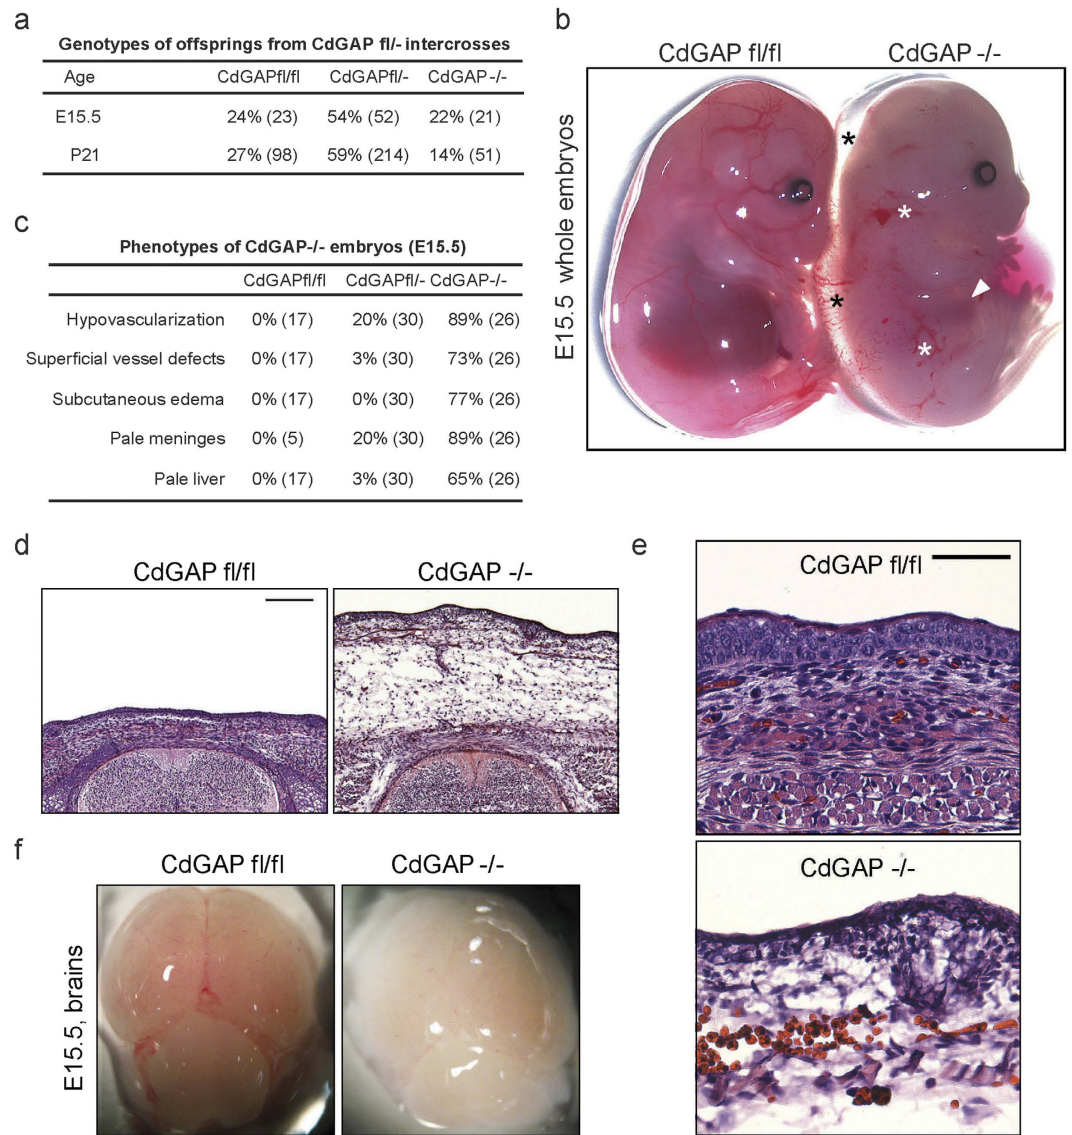 a
Genotypes of offsprings from CdGAP fl/- intercrosses
Age CdGAPfl/fl CdGAPfl/- CdGAP-/-
E15.5 24% (23) 54% (52) 22% (21)
P21 27% (98) 59% (214) 14% (51)
b
CdGAP fl/fl CdGAP -/-
E15.5 whole embryos
*
*
*
*
c
Phenotypes of CdGAP-/- embryos (E15.5)
CdGAPfl/fl CdGAPfl/- CdGAP-/-
Hypovascularization 0% (17) 20% (30) 89% (26)
Superficial vessel defects 0% (17) 3% (30) 73% (26)
Subcutaneous edema 0% (17) 0% (30) 77% (26)
Pale meninges 0% (5) 20% (30) 89% (26)
Pale liver 0% (17) 3% (30) 65% (26)
d
CdGAP fl/fl CdGAP -/-
e
CdGAP fl/fl
CdGAP -/-
f
CdGAP fl/fl CdGAP -/-
E15.5, brains